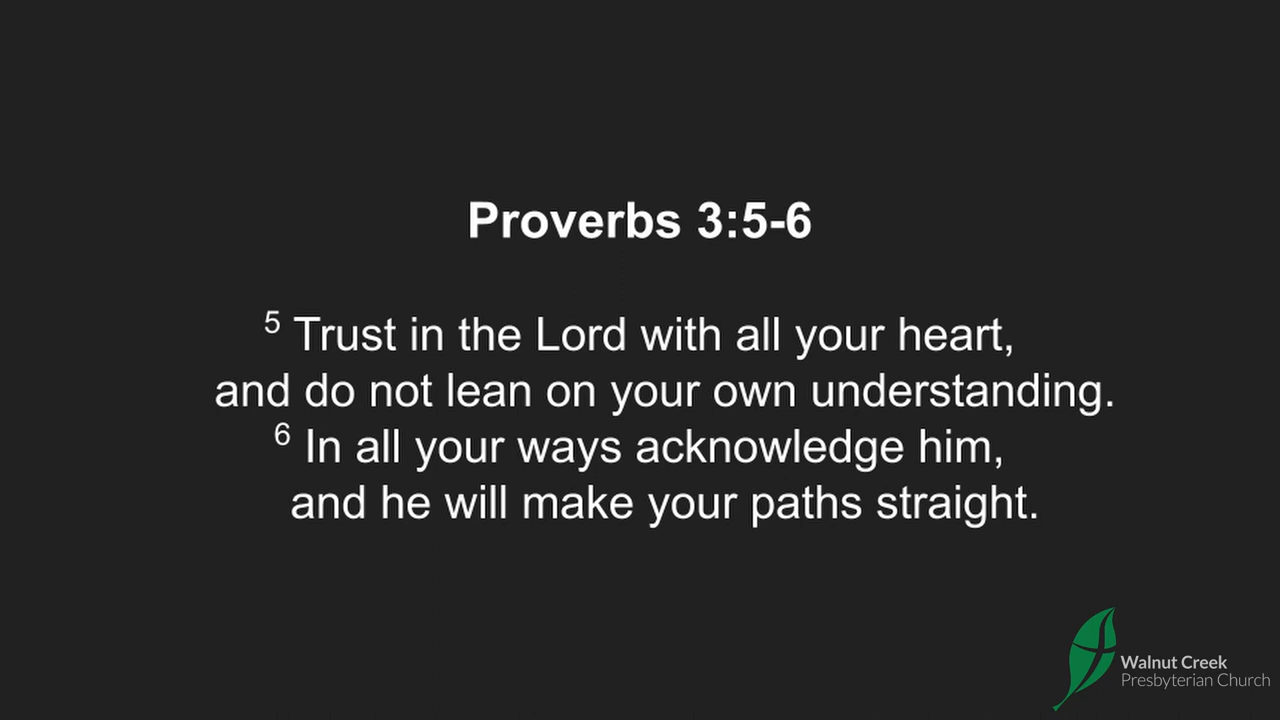 Proverbs 3:5-6
5 Trust in the Lord with all your heart,
and do not lean on your own understanding.
6 In all your ways acknowledge him,
and he will make your paths straight.
Walnut Creek
Presbyterian Church